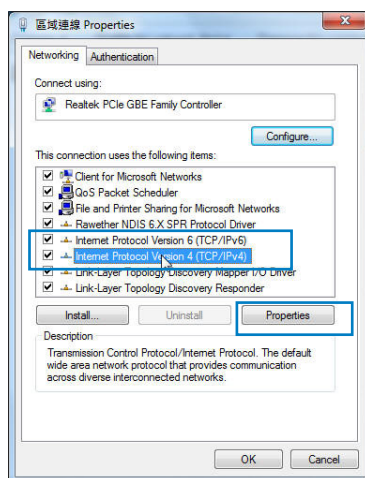 區域連線 Properties
Networking Authentication
Connect using:
Realtek PCIe GBE Family Controller
Configure...
This connection uses the following items:
Client for Microsoft Networks
QoS Packet Scheduler
File and Printer Sharing for Microsoft Networks
Rawether NDIS 6.X SPR Protocol Driver
Internet Protocol Version 6 (TCP/IPv6)
Internet Protocol Version 4 (TCP/IPv4)
Link-Layer Topology Discovery Mapper I/O Driver
Link-Layer Topology Discovery Responder
Install... Uninstall Properties
Description
Transmission Control Protocol/Internet Protocol. The default
wide area network protocol that provides communication
across diverse interconnected networks.
OK Cancel